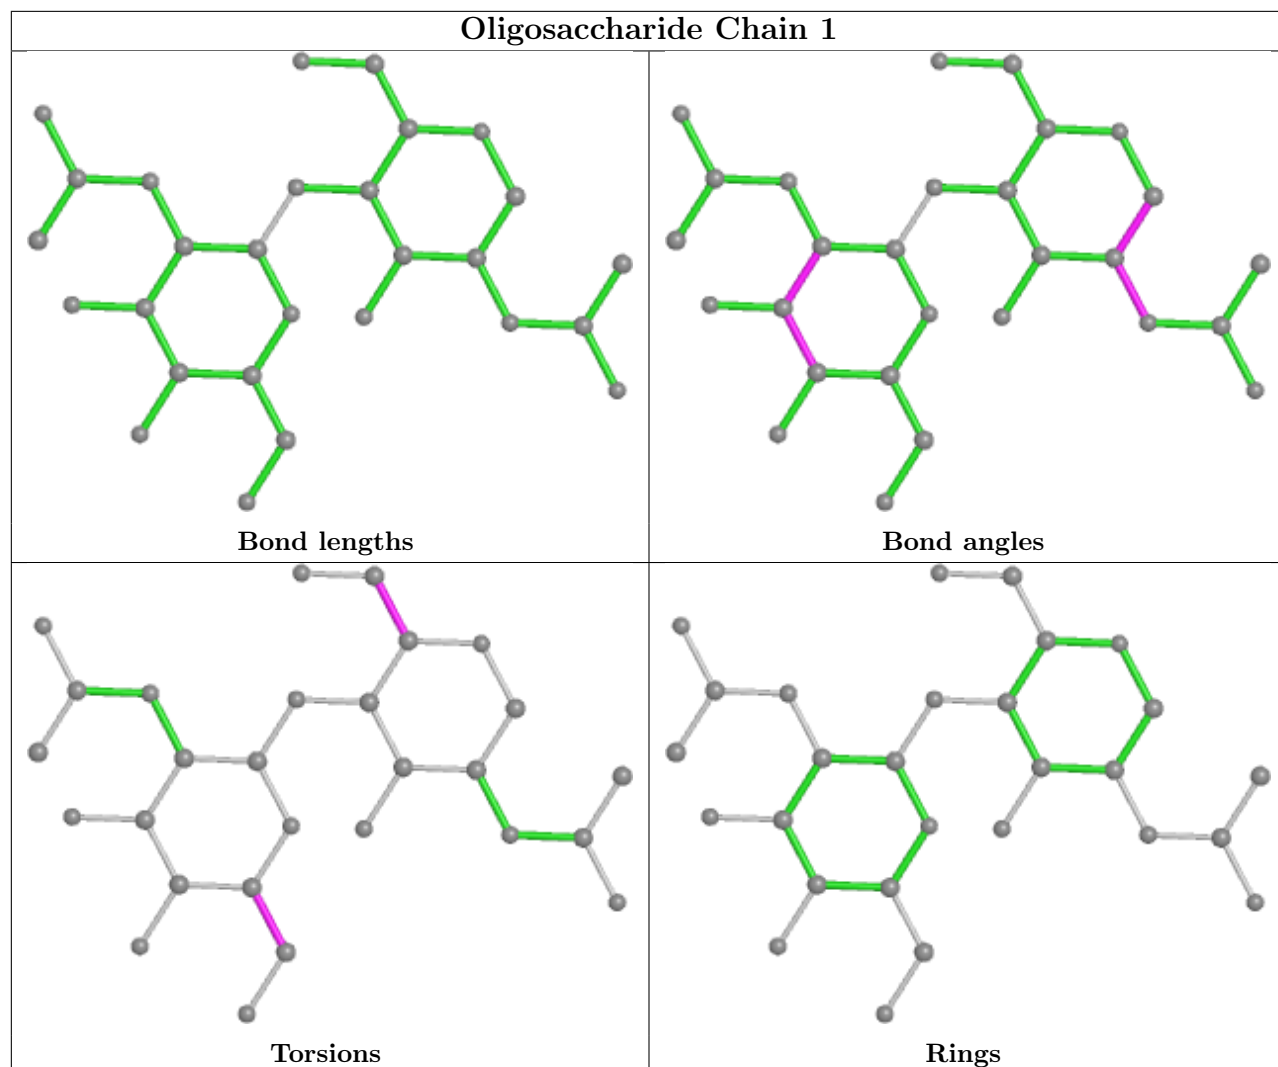 Oligosaccharide Chain 1
Bond lengths
Bond angles
Torsions
Rings